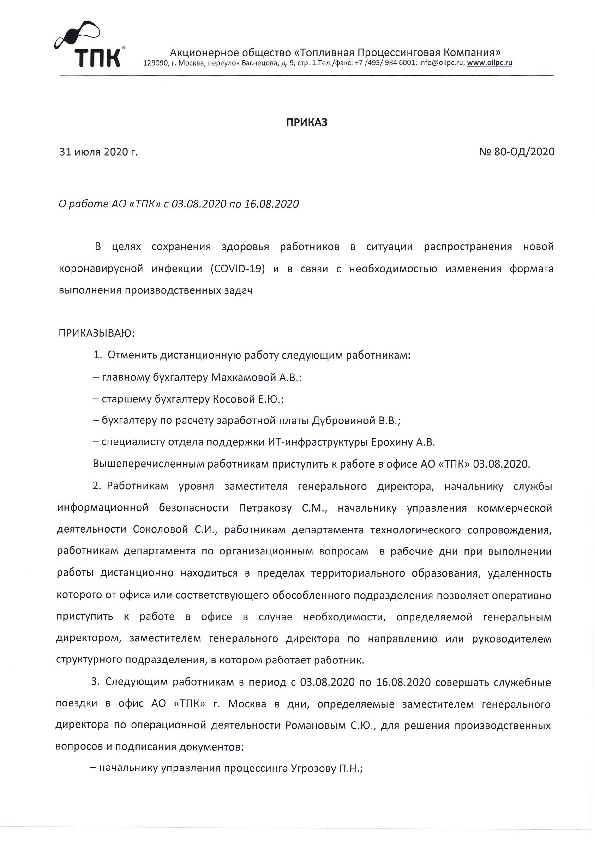 ТПК®
Акционерное общество «Топливная Процессинговая Компания»
129090, г. Москва, переулок Васнецова, д. 9, стр. 1.Тел./факс: +7 /495/ 984 6001; info@oilpc.ru, www.oilpc.ru
ПРИКАЗ
31 июля 2020 г. № 80-ОД/2020
О работе АО «ТПК» с 03.08.2020 по 16.08.2020
В целях сохранения здоровья работников в ситуации распространения новой
коронавирусной инфекции (COVID-19) и в связи с необходимостью изменения формата
выполнения производственных задач
ПРИКАЗЫВАЮ:
1. Отменить дистанционную работу следующим работникам:
– главному бухгалтеру Махкамовой А.В.:
– старшему бухгалтеру Косовой Е.Ю.;
– бухгалтеру по расчету заработной платы Дубровиной В.В.;
– специалисту отдела поддержки ИТ-инфраструктуры Ерохину А.В.
Вышеперечисленным работникам приступить к работе в офисе АО «ТПК» 03.08.2020.
2. Работникам уровня заместителя генерального директора, начальнику службы
информационной безопасности Петракову С.М., начальнику управления коммерческой
деятельности Соколовой С.И., работникам департамента технологического сопровождения,
работникам департамента по организационным вопросам в рабочие дни при выполнении
работы дистанционно находиться в пределах территориального образования, удаленность
которого от офиса или соответствующего обособленного подразделения позволяет оперативно
приступить к работе в офисе в случае необходимости, определяемой генеральным
директором, заместителем генерального директора по направлению или руководителем
структурного подразделения, в котором работает работник.
3. Следующим работникам в период с 03.08.2020 по 16.08.2020 совершать служебные
поездки в офис АО «ТПК» г. Москва в дни, определяемые заместителем генерального
директора по операционной деятельности Романовым С.Ю., для решения производственных
вопросов и подписания документов:
– начальнику управления процессинга Угрозову П.Н.;